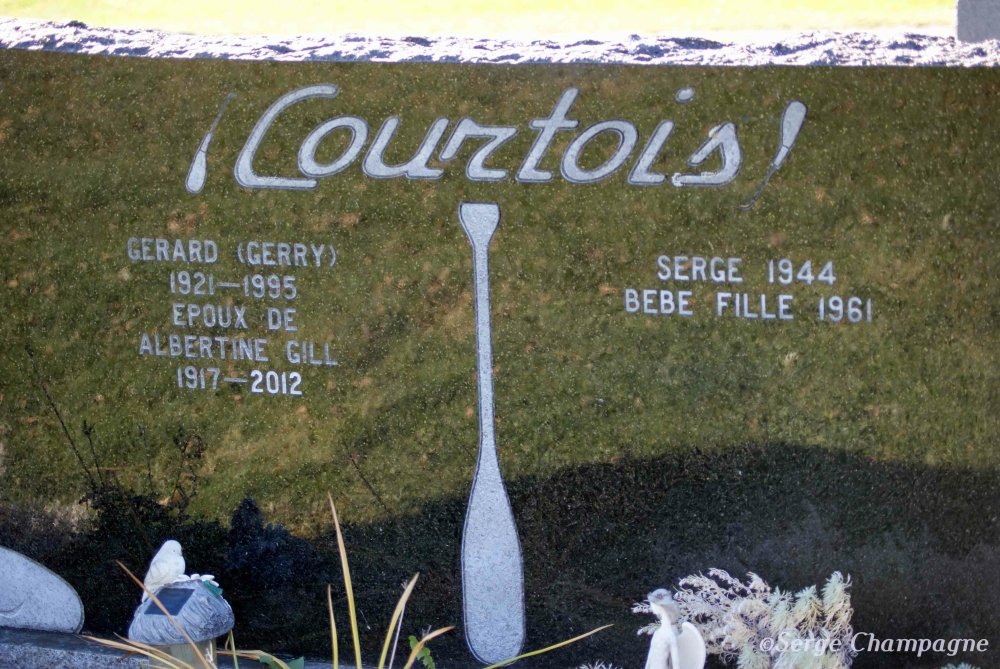 Courtois
GERARD (GERRY)
1921—1995
EPOUX DE
ALBERTINE GILL
1917—2012
SERGE 1944
BEBE FILLE 1961
©Serge Champagne